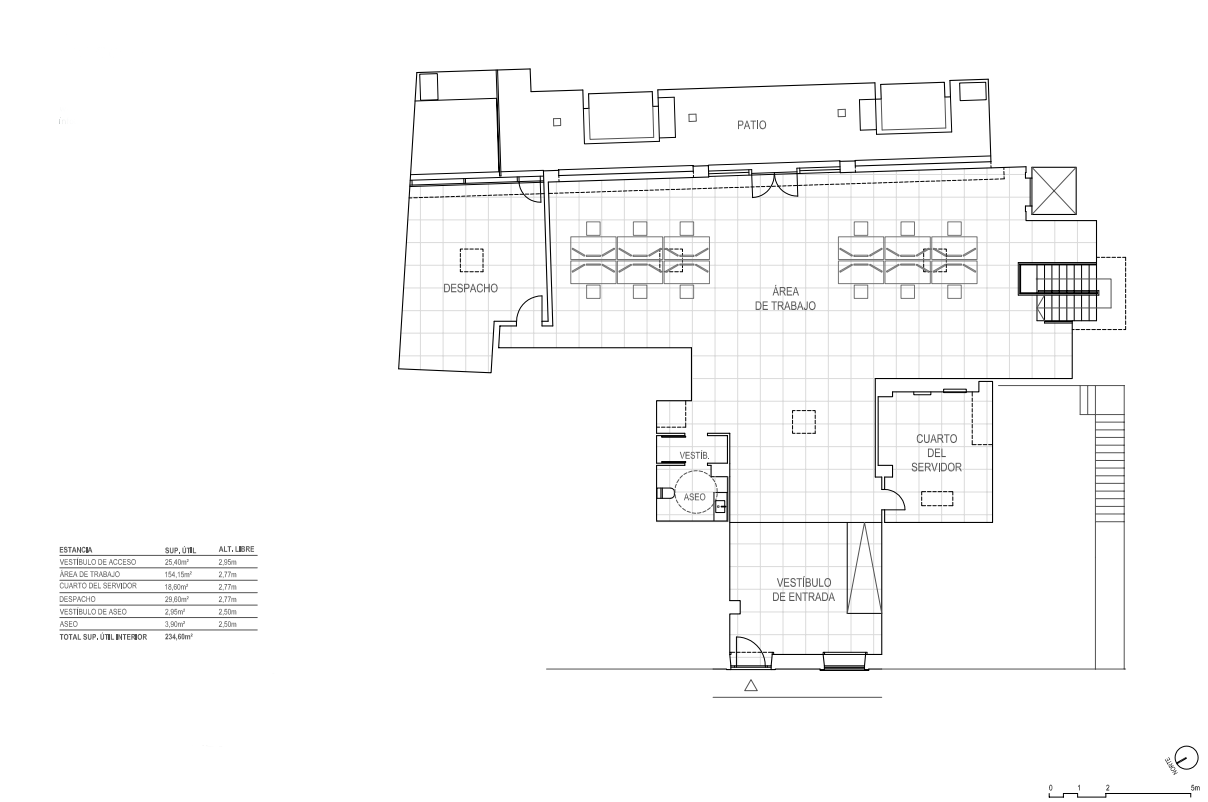 PATIO
DESPACHO
ÁREA
DE TRABAJO
CUARTO
DEL
SERVIDOR
VESTÍB.
ASEO
VESTÍBULO
DE ENTRADA
ESTANCIA SUP. ÚTIL ALT. LIBRE
VESTÍBULO DE ACCESO 25,40m² 2,95m
ÁREA DE TRABAJO 154,15m² 2,77m
CUARTO DEL SERVIDOR 18,60m² 2,77m
DESPACHO 29,60m² 2,77m
VESTÍBULO DE ASEO 2,95m² 2,50m
ASEO 3,90m² 2,50m
TOTAL SUP. ÚTIL INTERIOR 234,60m²
NORTE
0 1 2 5m